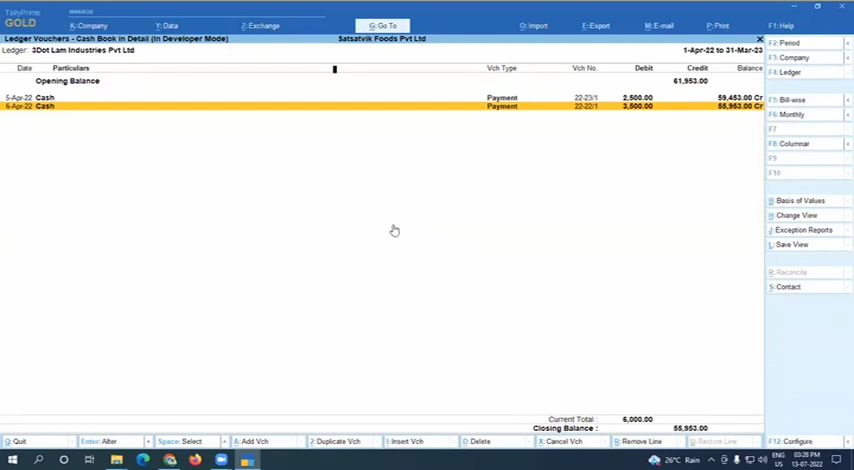 TallyPrime
GOLD
MANAGE
K: Company Y: Data Z: Exchange G: Go To O: Import E: Export M: E-mail P: Print F1: Help
Ledger Vouchers - Cash Book in Detail (In Developer Mode) Satsatvik Foods Pvt Ltd
Ledger: 3Dot Lam Industries Pvt Ltd 1-Apr-22 to 31-Mar-23
Date Particulars Vch Type Vch No. Debit Credit Balance
Opening Balance 61,953.00
5-Apr-22 Cash Payment 22-23/1 2,500.00 59,453.00 Cr
6-Apr-22 Cash Payment 22-22/1 3,500.00 55,953.00 Cr
F2: Period
F3: Company
F4: Ledger
F5: Bill-wise
F6: Monthly
F7
F8: Columnar
F9
F10
B: Basis of Values
H: Change View
J: Exception Reports
L: Save View
R: Reconcile
S: Contact
Current Total : 6,000.00
Closing Balance : 55,953.00
Q: Quit Enter: Alter Space: Select A: Add Vch 2: Duplicate Vch I: Insert Vch D: Delete X: Cancel Vch R: Remove Line U: Restore Line F12: Configure
26°C Rain ENG US 03:28 PM 13-07-2022